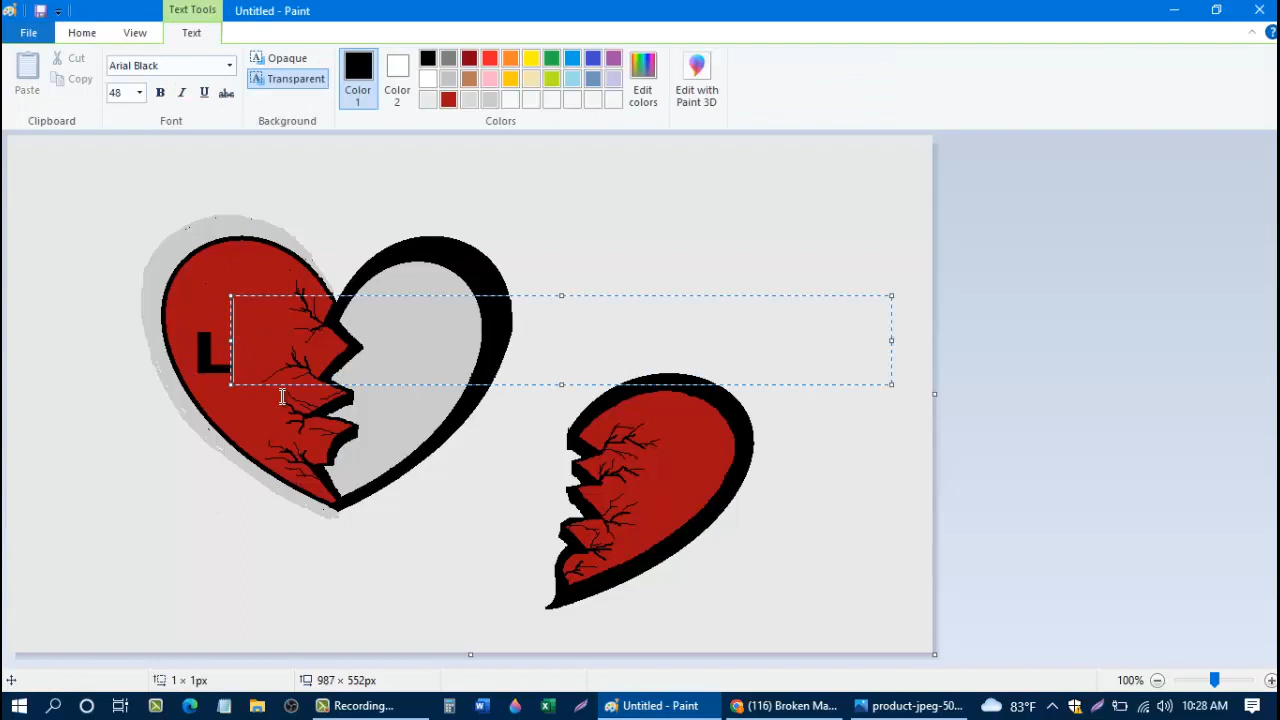 Text Tools
Untitled - Paint
File
Home
View
Text
Paste
Cut
Copy
Clipboard
Arial Black
48
B
I
U
abc
Font
Opaque
Transparent
Background
Color 1
Color 2
Edit colors
Colors
Edit with Paint 3D
L
1 × 1px
987 × 552px
100%
Recording...
Untitled - Paint
(116) Broken Ma...
product-jpeg-50...
83°F
10:28 AM